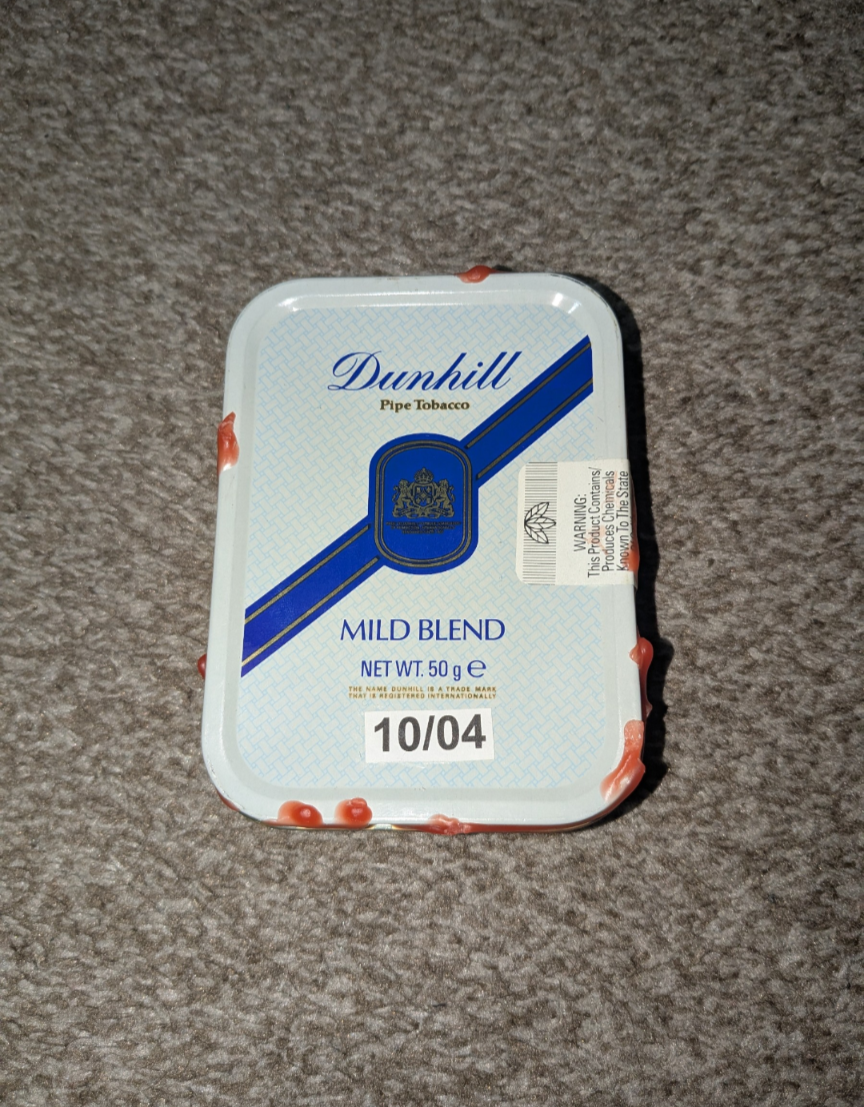 Dunhill
Pipe Tobacco
WARNING:
This Product Contains/
Produces Chemicals
Known To The State
MILD BLEND
NET WT. 50 g e
THE NAME DUNHILL IS A TRADE MARK
THAT IS REGISTERED INTERNATIONALLY
10/04